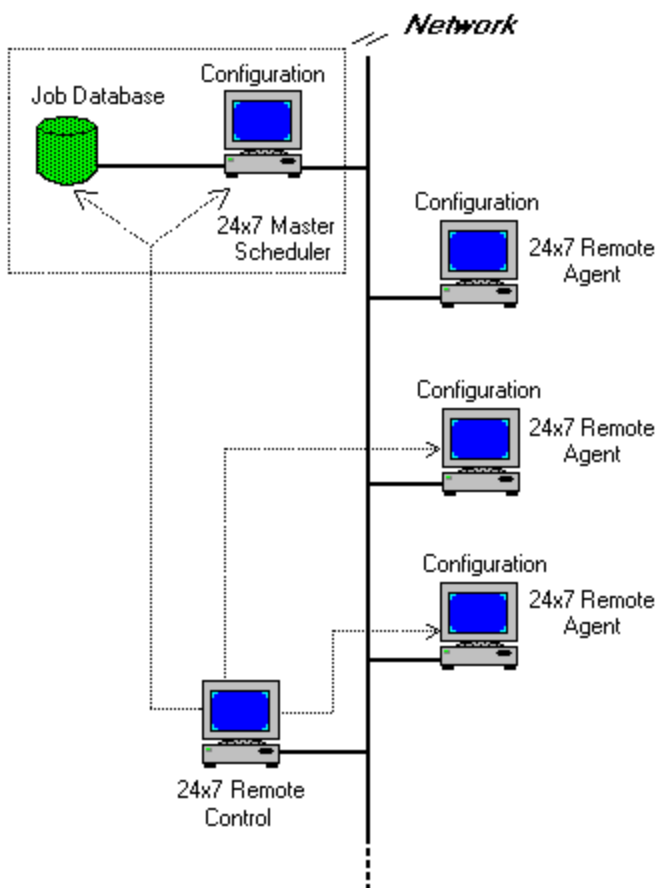 Network
Configuration
Job Database
24x7 Master
Scheduler
Configuration
24x7 Remote
Agent
Configuration
24x7 Remote
Agent
Configuration
24x7 Remote
Agent
24x7 Remote
Control